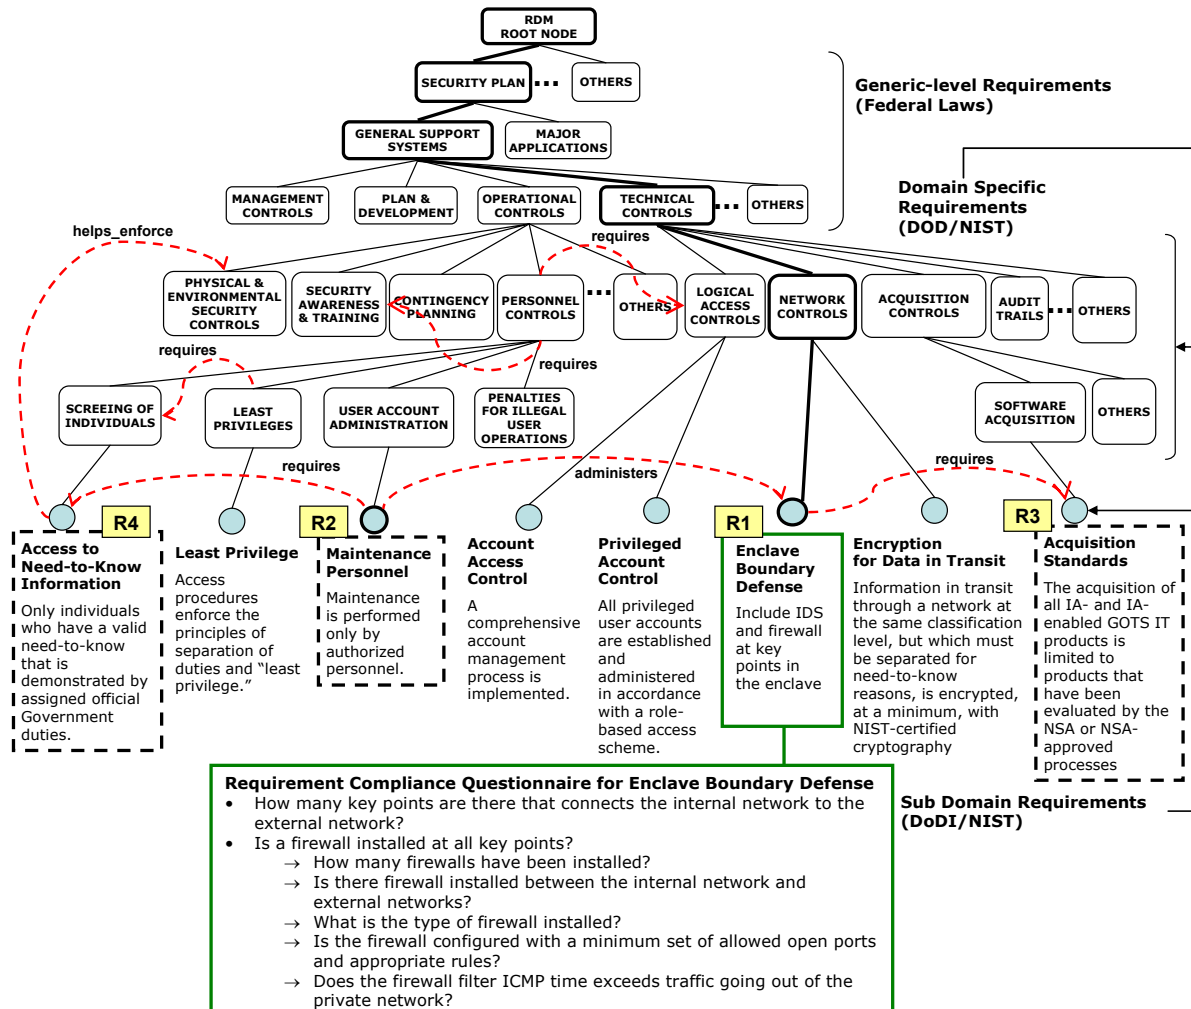 RDM
ROOT NODE
SECURITY PLAN
OTHERS
Generic-level Requirements
(Federal Laws)
GENERAL SUPPORT
SYSTEMS
MAJOR
APPLICATIONS
Domain Specific
Requirements
(DOD/NIST)
MANAGEMENT
CONTROLS
PLAN &
DEVELOPMENT
OPERATIONAL
CONTROLS
TECHNICAL
CONTROLS
OTHERS
helps_enforce
requires
PHYSICAL &
ENVIRONMENTAL
SECURITY
CONTROLS
SECURITY
AWARENESS
& TRAINING
CONTINGENCY
PLANNING
PERSONNEL
CONTROLS
OTHERS
LOGICAL
ACCESS
CONTROLS
NETWORK
CONTROLS
ACQUISITION
CONTROLS
AUDIT
TRAILS
OTHERS
requires
requires
SCREEING OF
INDIVIDUALS
LEAST
PRIVILEGES
USER ACCOUNT
ADMINISTRATION
PENALTIES
FOR ILLEGAL
USER
OPERATIONS
SOFTWARE
ACQUISITION
OTHERS
requires
administers
requires
R4
Access to
Need-to-Know
Information
Only individuals
who have a valid
need-to-know
that is
demonstrated by
assigned official
Government
duties.
Least Privilege
Access
procedures
enforce the
principles of
separation of
duties and “least
privilege.”
R2
Maintenance
Personnel
Maintenance
is performed
only by
authorized
personnel.
Account
Access
Control
A
comprehensive
account
management
process is
implemented.
Privileged
Account
Control
All privileged
user accounts are
established and
administered
in accordance
with a role-
based access
scheme.
R1
Enclave
Boundary
Defense
Include IDS
and firewall
at key
points in
the enclave
Encryption
for Data in Transit
Information in transit
through a network at
the same classification
level, but which must
be separated for
need-to-know
reasons, is encrypted,
at a minimum, with
NIST-certified
cryptography
R3
Acquisition
Standards
The acquisition of
all IA- and IA-
enabled GOTS IT
products is
limited to
products that
have been
evaluated by the
NSA or NSA-
approved
processes
Sub Domain Requirements
(DoDI/NIST)
Requirement Compliance Questionnaire for Enclave Boundary Defense
• How many key points are there that connects the internal network to the
external network?
• Is a firewall installed at all key points?
→ How many firewalls have been installed?
→ Is there firewall installed between the internal network and
external networks?
→ What is the type of firewall installed?
→ Is the firewall configured with a minimum set of allowed open ports
and appropriate rules?
→ Does the firewall filter ICMP time exceeds traffic going out of the
private network?